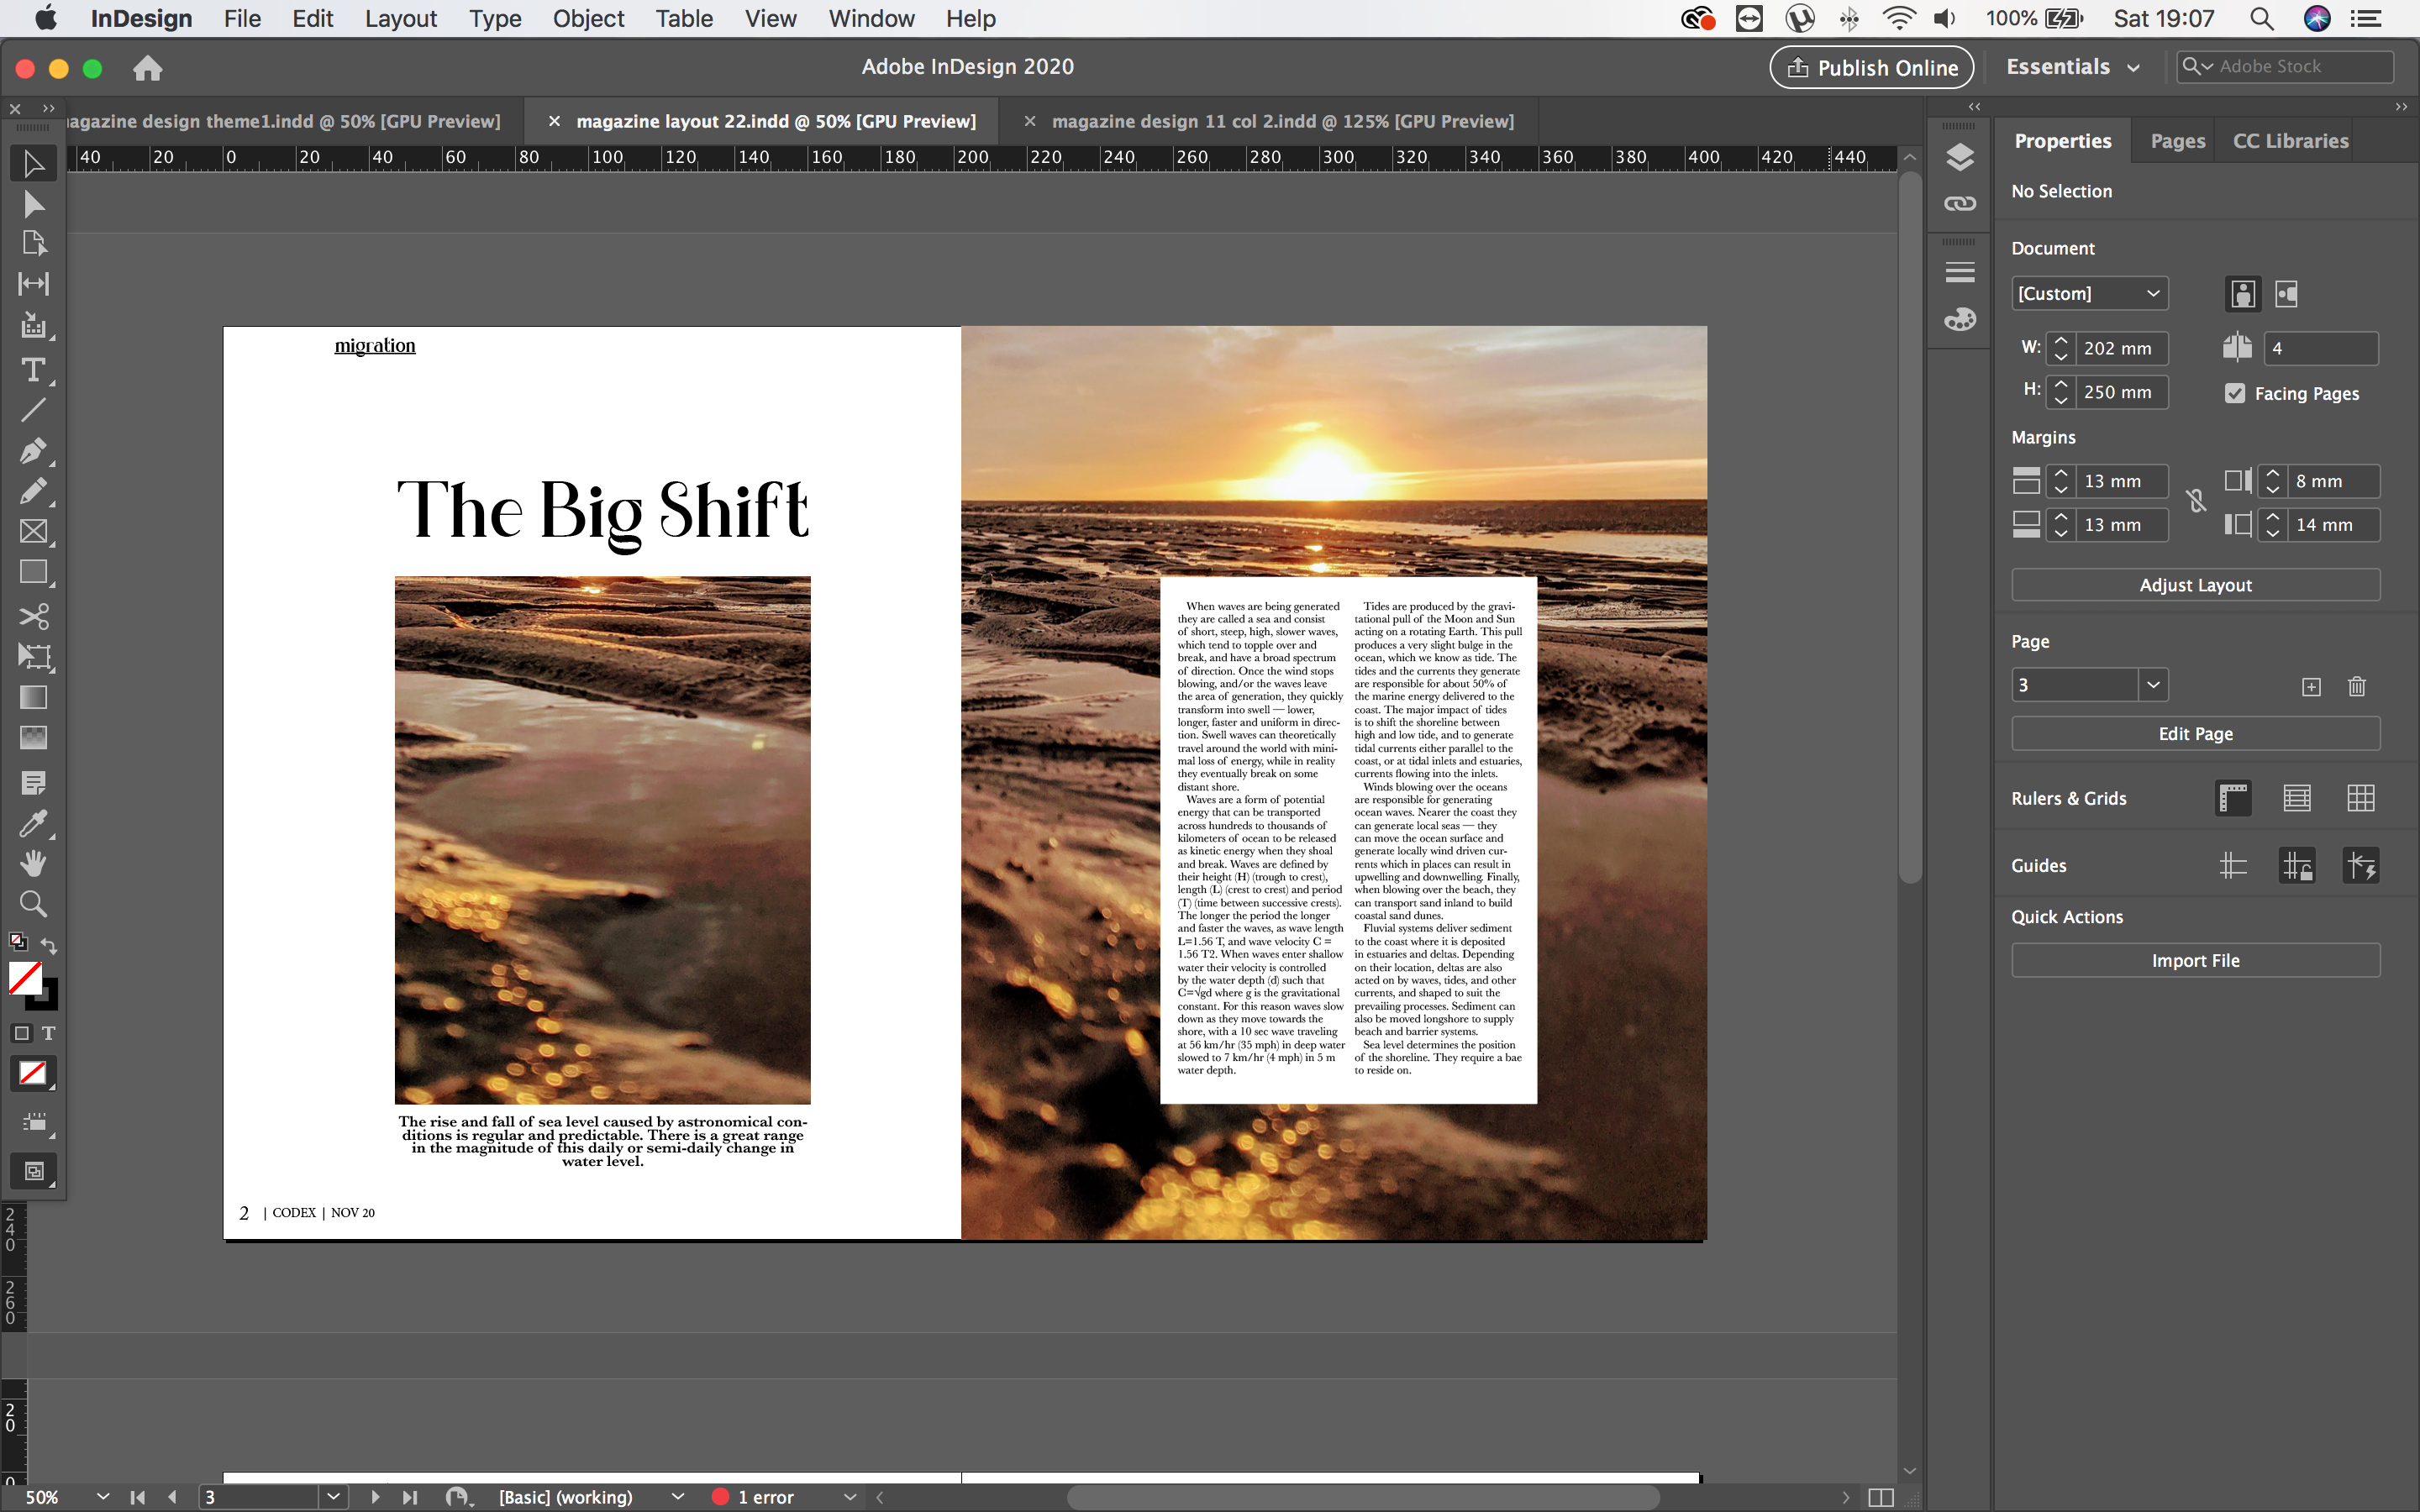 InDesign File Edit Layout Type Object Table View Window Help 100% Sat 19:07
Adobe InDesign 2020 Publish Online Essentials Adobe Stock
agazine design theme1.indd @ 50% [GPU Preview] × magazine layout 22.indd @ 50% [GPU Preview] × magazine design 11 col 2.indd @ 125% [GPU Preview]
40 20 0 20 40 60 80 100 120 140 160 180 200 220 240 260 280 300 320 340 360 380 400 420 440
migration
The Big Shift
The rise and fall of sea level caused by astronomical con-
ditions is regular and predictable. There is a great range
in the magnitude of this daily or semi-daily change in
water level.
2 | CODEX | NOV 20
When waves are being generated
they are called a sea and consist
of short, steep, high, slower waves,
which tend to topple over and
break, and have a broad spectrum
of direction. Once the wind stops
blowing, and/or the waves leave
the area of generation, they quickly
transform into swell — lower,
longer, faster and uniform in direc-
tion. Swell waves can theoretically
travel around the world with mini-
mal loss of energy, while in reality
they eventually break on some
distant shore.
Waves are a form of potential
energy that can be transported
across hundreds to thousands of
kilometers of ocean to be released
as kinetic energy when they shoal
and break. Waves are defined by
their height (H) (trough to crest),
length (L) (crest to crest) and period
(T) (time between successive crests).
The longer the period the longer
and faster the waves, as wave length
L=1.56 T, and wave velocity C =
1.56 T2. When waves enter shallow
water their velocity is controlled
by the water depth (d) such that
C=√gd where g is the gravitational
constant. For this reason waves slow
down as they move towards the
shore, with a 10 sec wave traveling
at 56 km/hr (35 mph) in deep water
slowed to 7 km/hr (4 mph) in 5 m
water depth.
Tides are produced by the gravi-
tational pull of the Moon and Sun
acting on a rotating Earth. This pull
produces a very slight bulge in the
ocean, which we know as tide. The
tides and the currents they generate
are responsible for about 50% of
the marine energy delivered to the
coast. The major impact of tides
is to shift the shoreline between
high and low tide, and to generate
tidal currents either parallel to the
coast, or at tidal inlets and estuaries,
currents flowing into the inlets.
Winds blowing over the oceans
are responsible for generating
ocean waves. Nearer the coast they
can generate local seas — they
can move the ocean surface and
generate locally wind driven cur-
rents which in places can result in
upwelling and downwelling. Finally,
when blowing over the beach, they
can transport sand inland to build
coastal sand dunes.
Fluvial systems deliver sediment
to the coast where it is deposited
in estuaries and deltas. Depending
on their location, deltas are also
acted on by waves, tides, and other
currents, and shaped to suit the
prevailing processes. Sediment can
also be moved longshore to supply
beach and barrier systems.
Sea level determines the position
of the shoreline. They require a bae
to reside on.
Properties Pages CC Libraries
No Selection
Document
[Custom]
W: 202 mm 4
H: 250 mm Facing Pages
Margins
13 mm 8 mm
13 mm 14 mm
Adjust Layout
Page
3
Edit Page
Rulers & Grids
Guides
Quick Actions
Import File
240
260
20
0
50% 3 [Basic] (working) 1 error